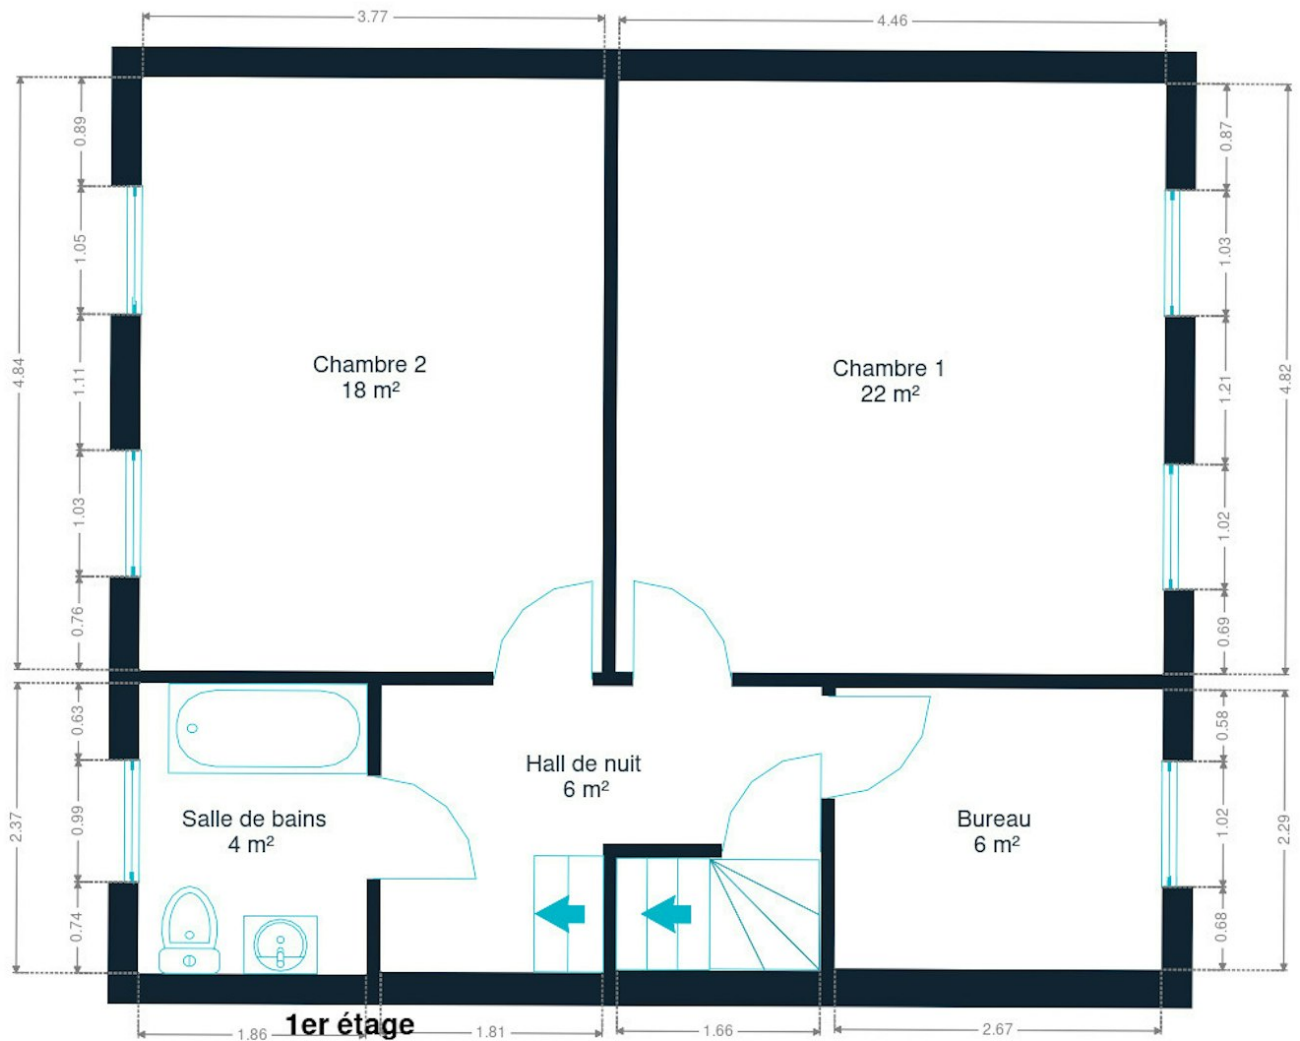 3.77
4.46
0.89
1.05
1.11
1.03
0.76
4.84
0.87
1.03
1.21
1.02
0.69
4.82
Chambre 2
18 m²
Chambre 1
22 m²
0.63
0.99
0.74
2.37
Salle de bains
4 m²
Hall de nuit
6 m²
Bureau
6 m²
0.58
1.02
0.68
2.29
1.86
1er étage
1.81
1.66
2.67